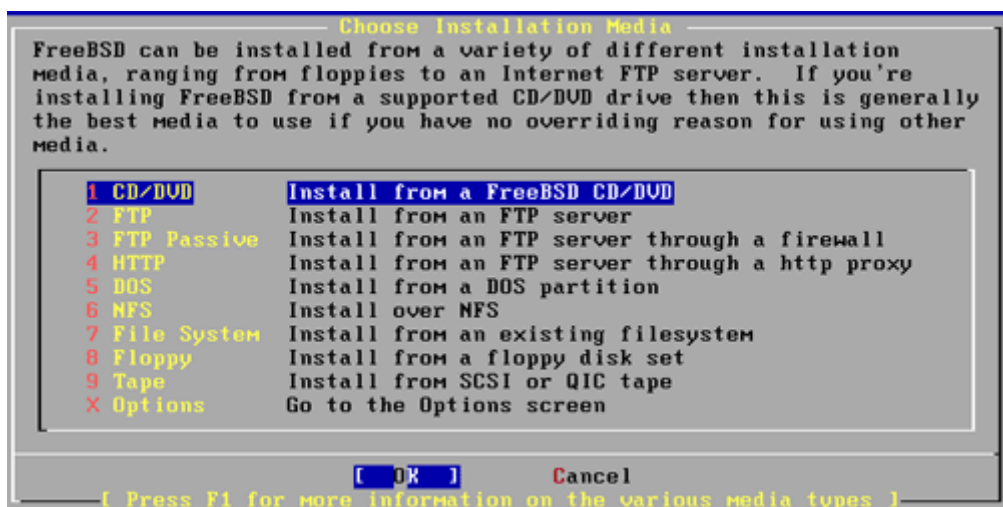 Choose Installation Media
FreeBSD can be installed from a variety of different installation
media, ranging from floppies to an Internet FTP server.  If you're
installing FreeBSD from a supported CD/DVD drive then this is generally
the best media to use if you have no overriding reason for using other
media.
1 CD/DVD Install from a FreeBSD CD/DVD
2 FTP Install from an FTP server
3 FTP Passive Install from an FTP server through a firewall
4 HTTP Install from an FTP server through a http proxy
5 DOS Install from a DOS partition
6 NFS Install over NFS
7 File System Install from an existing filesystem
8 Floppy Install from a floppy disk set
9 Tape Install from SCSI or QIC tape
X Options Go to the Options screen
[ OK ] Cancel
[ Press F1 for more information on the various media types ]